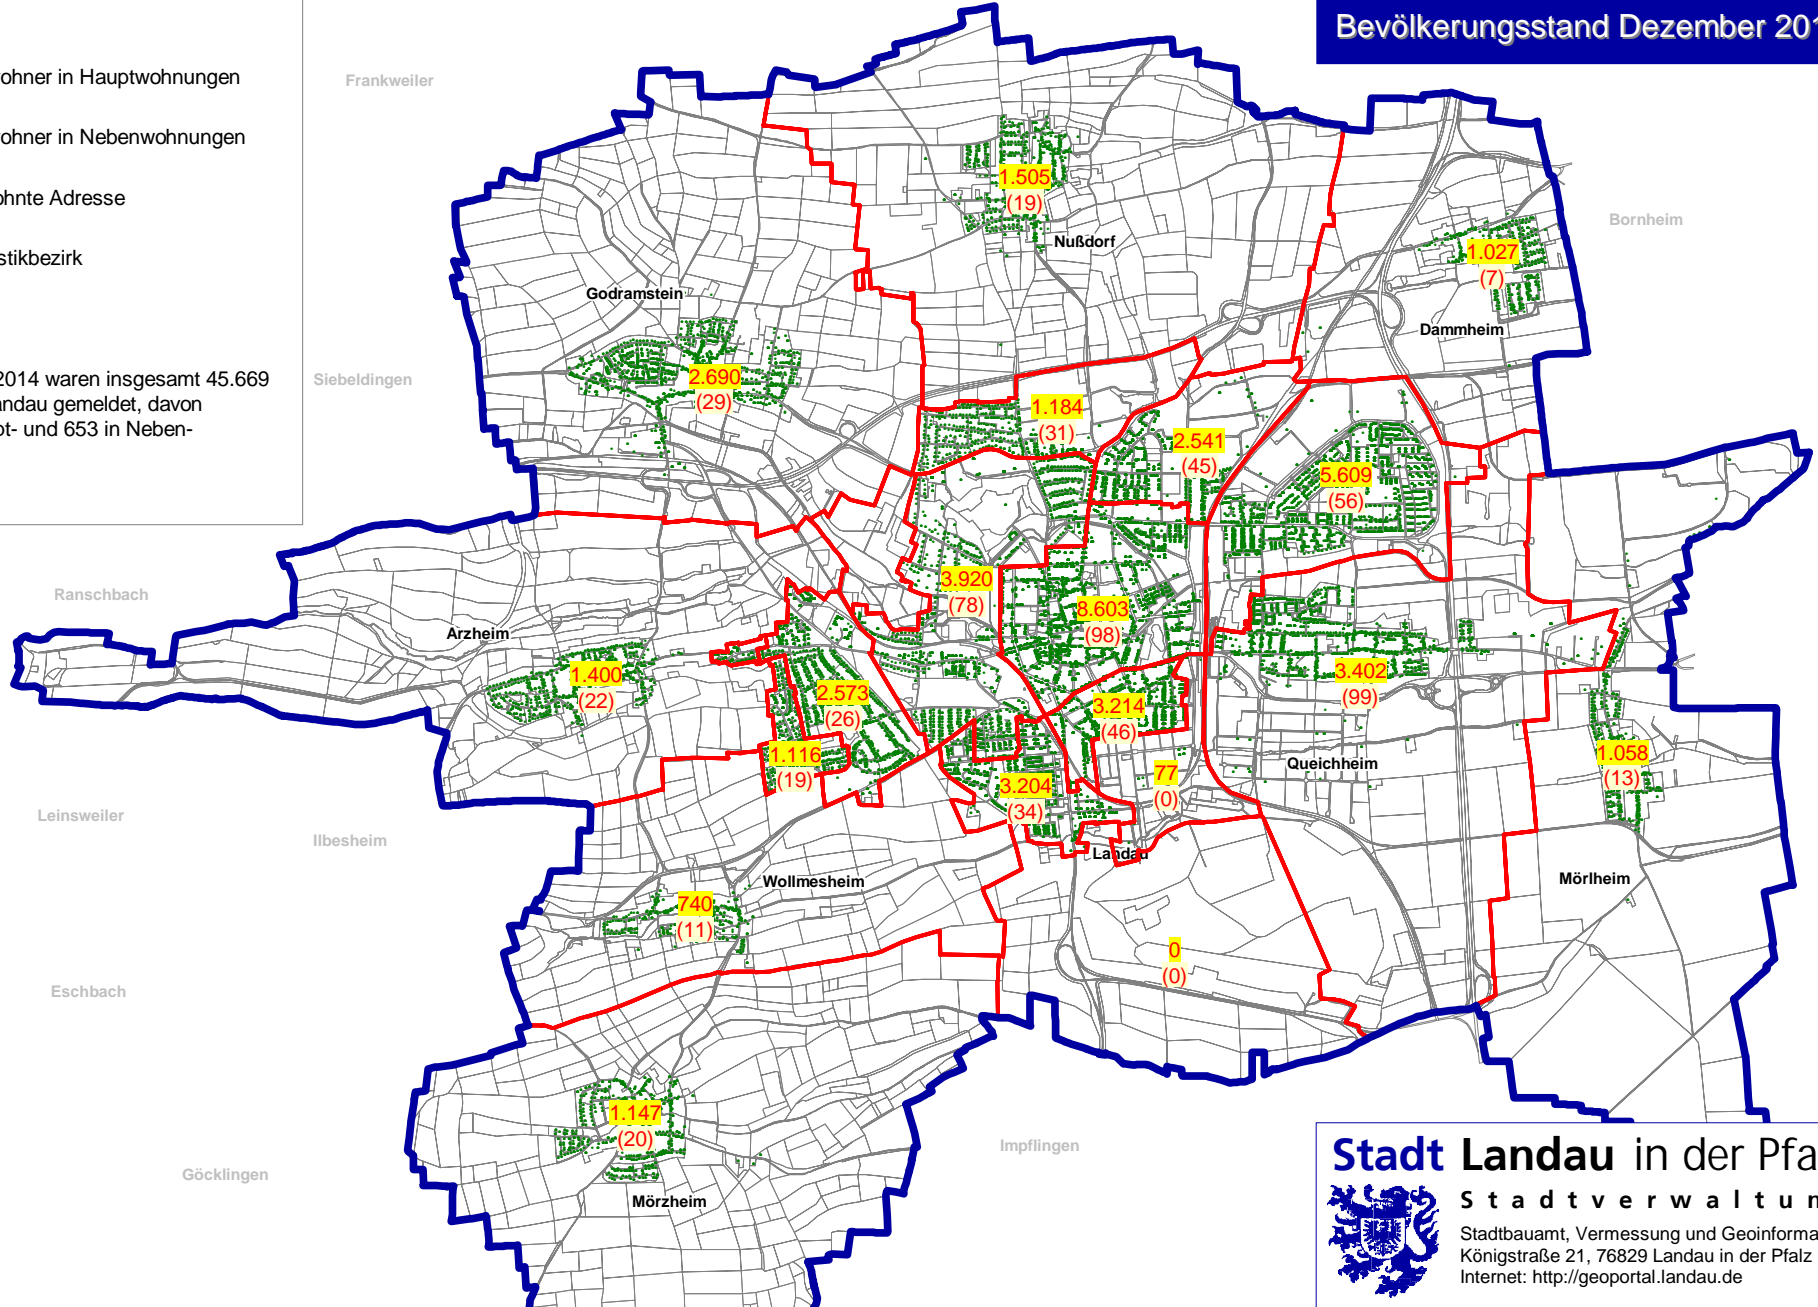 Bevölkerungsstand Dezember 201
wohner in Hauptwohnungen
wohner in Nebenwohnungen
ohnte Adresse
stikbezirk
2014 waren insgesamt 45.669
andau gemeldet, davon
pt- und 653 in Neben-
Frankweiler
1.505
(19)
Nußdorf
Bornheim
1.027
(7)
Dammheim
Godramstein
2.690
(29)
Siebeldingen
1.184
(31)
2.541
(45)
5.609
(56)
3.920
(78)
8.603
(98)
Ranschbach
Arzheim
1.400
(22)
2.573
(26)
1.116
(19)
3.214
(46)
3.402
(99)
77
(0)
Queichheim
1.058
(13)
3.204
(34)
Landau
Leinsweiler
Ilbesheim
Wollmesheim
740
(11)
Mörlheim
0
(0)
Eschbach
1.147
(20)
Mörzheim
Göcklingen
Impflingen
Stadt Landau in der Pfa
Stadtverwaltun
Stadtbauamt, Vermessung und Geoinforma
Königstraße 21, 76829 Landau in der Pfalz
Internet: http://geoportal.landau.de